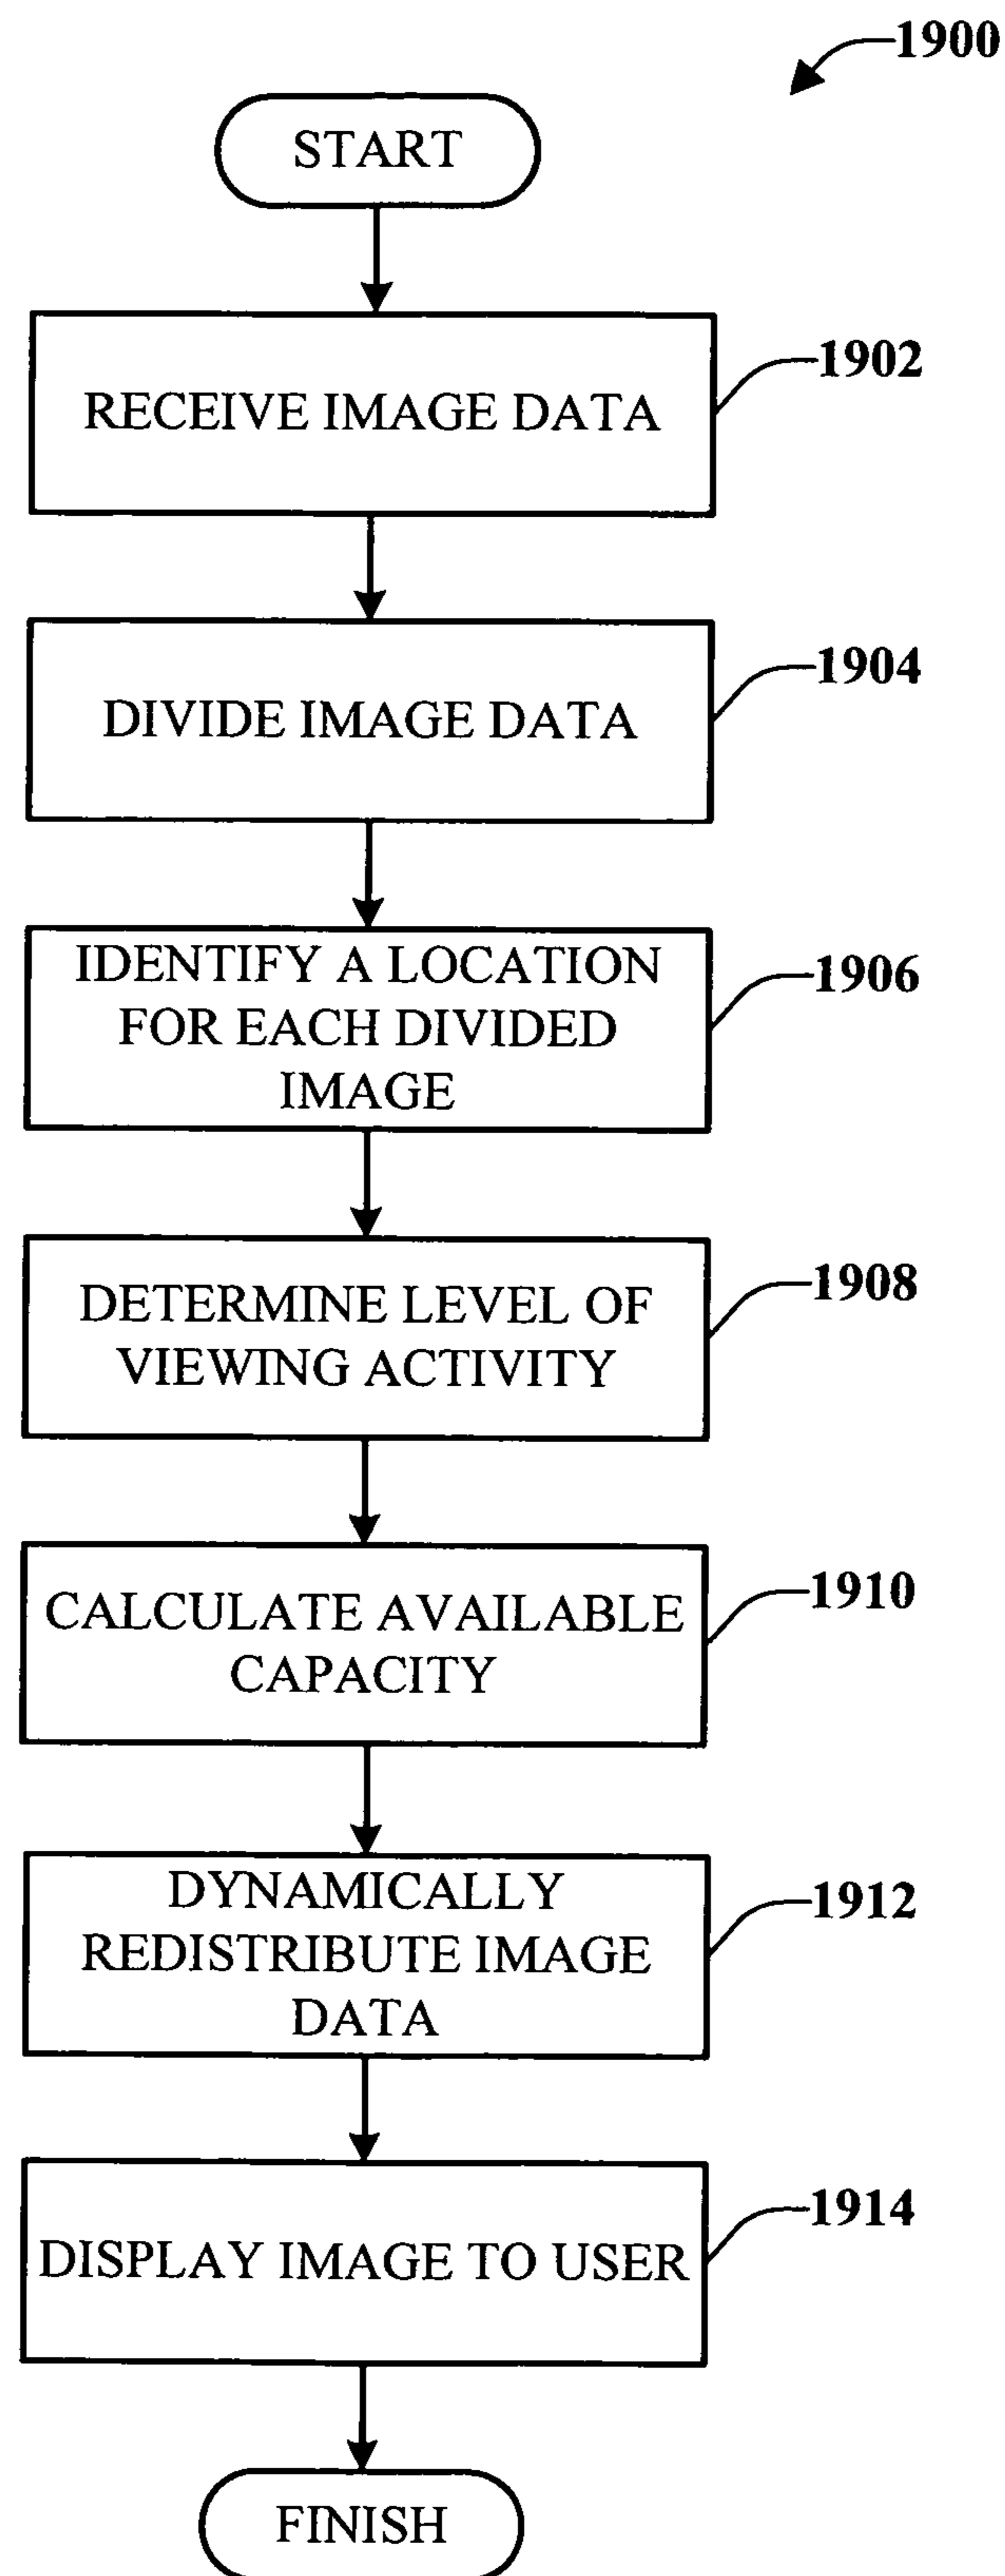 1900
START
RECEIVE IMAGE DATA
1902
DIVIDE IMAGE DATA
1904
IDENTIFY A LOCATION
FOR EACH DIVIDED
IMAGE
1906
DETERMINE LEVEL OF
VIEWING ACTIVITY
1908
CALCULATE AVAILABLE
CAPACITY
1910
DYNAMICALLY
REDISTRIBUTE IMAGE
DATA
1912
DISPLAY IMAGE TO USER
1914
FINISH